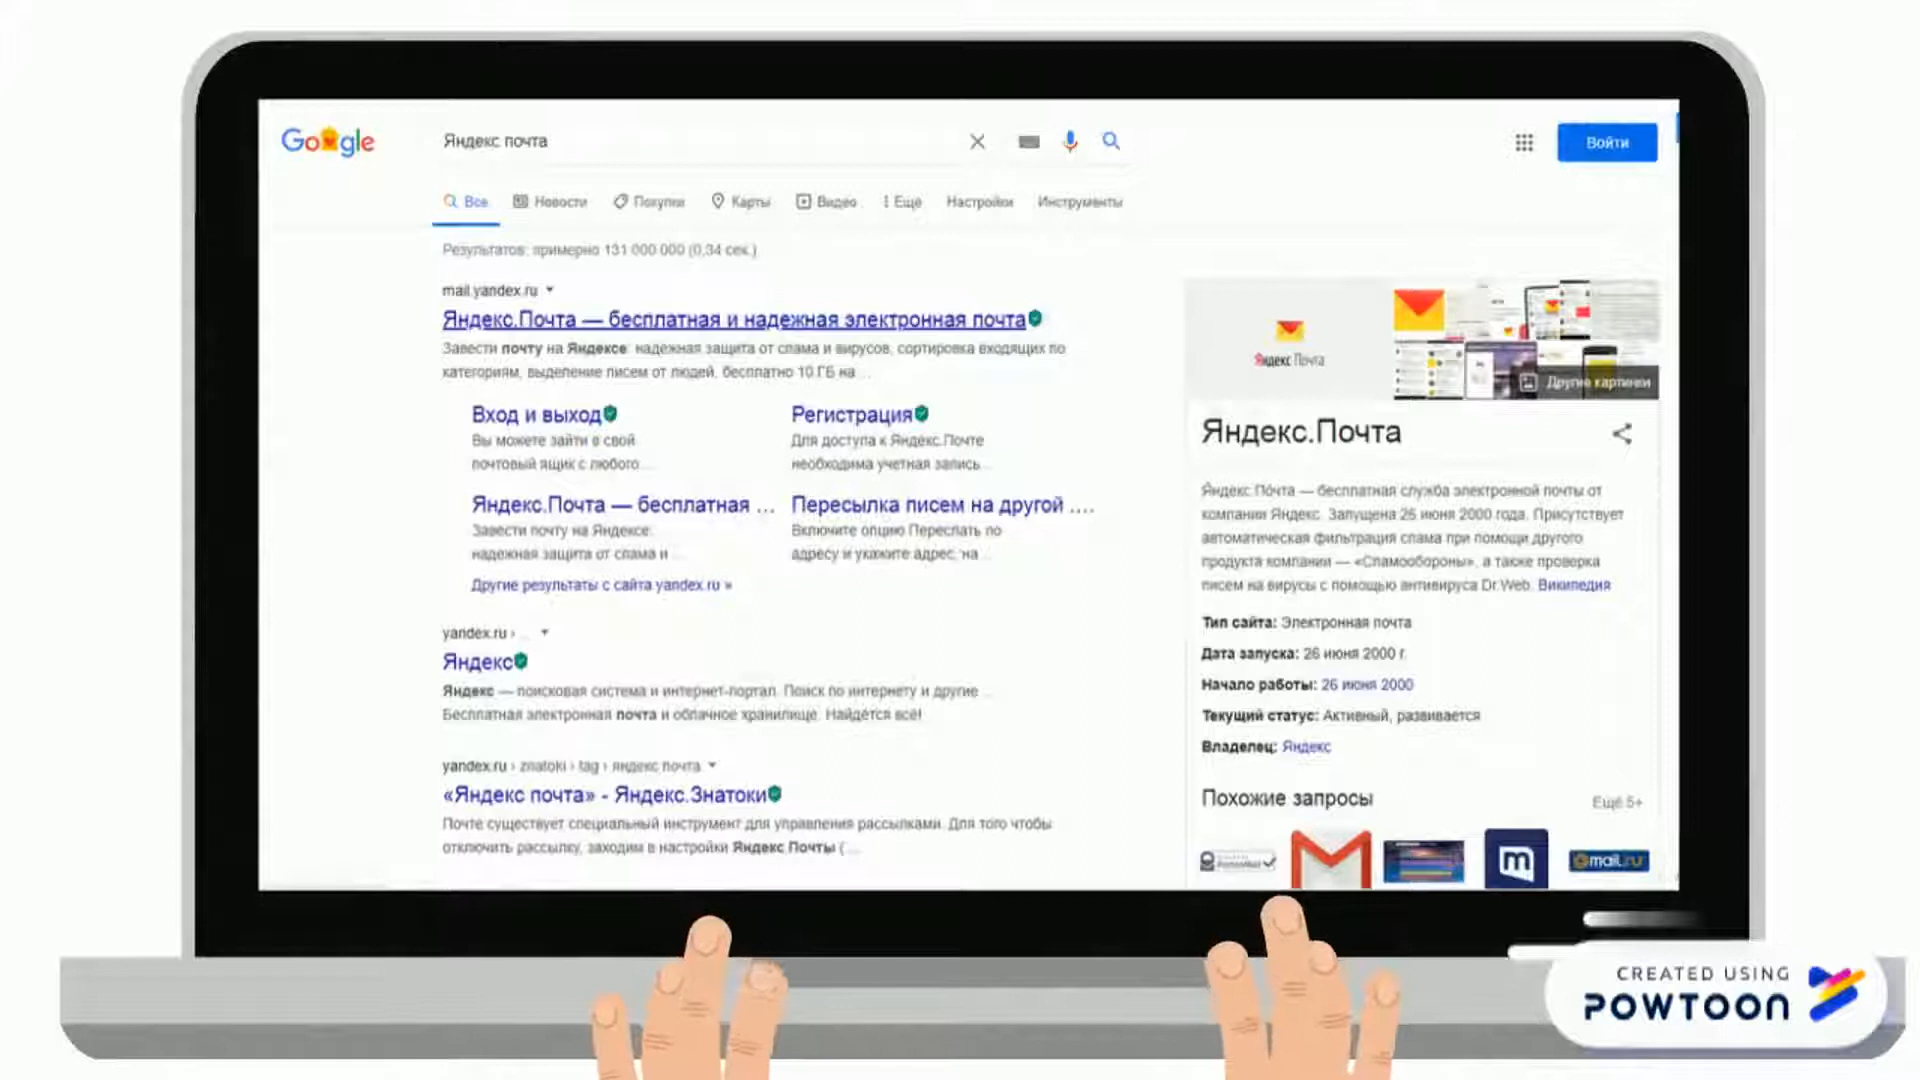 Google
Яндекс почта
Войти
Все Новости Покупки Карты Видео Ещё Настройки Инструменты
Результатов: примерно 131 000 000 (0,34 сек.)
mail.yandex.ru
Яндекс.Почта — бесплатная и надежная электронная почта
Завести почту на Яндексе: надежная защита от спама и вирусов, сортировка входящих по
категориям, выделение писем от людей, бесплатно 10 ГБ на ...
Вход и выход
Вы можете зайти в свой
почтовый ящик с любого ...
Регистрация
Для доступа к Яндекс.Почте
необходима учетная запись ...
Яндекс.Почта — бесплатная ...
Завести почту на Яндексе:
надежная защита от спама и ...
Пересылка писем на другой ....
Включите опцию Переслать по
адресу и укажите адрес, на ...
Другие результаты с сайта yandex.ru »
yandex.ru › ...
Яндекс
Яндекс — поисковая система и интернет-портал. Поиск по интернету и другие ...
Бесплатная электронная почта и облачное хранилище. Найдётся всё!
yandex.ru › znatoki › tag › яндекс почта
«Яндекс почта» - Яндекс.Знатоки
Почте существует специальный инструмент для управления рассылками. Для того чтобы
отключить рассылку, заходим в настройки Яндекс Почты ( ...
Яндекс Почта
Другие картинки
Яндекс.Почта
Я́ндекс По́чта — бесплатная служба электронной почты от
компании Яндекс. Запущена 26 июня 2000 года. Присутствует
автоматическая фильтрация спама при помощи другого
продукта компании — «Спамообороны», а также проверка
писем на вирусы с помощью антивируса Dr.Web. Википедия
Тип сайта: Электронная почта
Дата запуска: 26 июня 2000 г.
Начало работы: 26 июня 2000
Текущий статус: Активный, развивается
Владелец: Яндекс
Похожие запросы
Ещё 5+
m
@mail.ru
CREATED USING
POWTOON